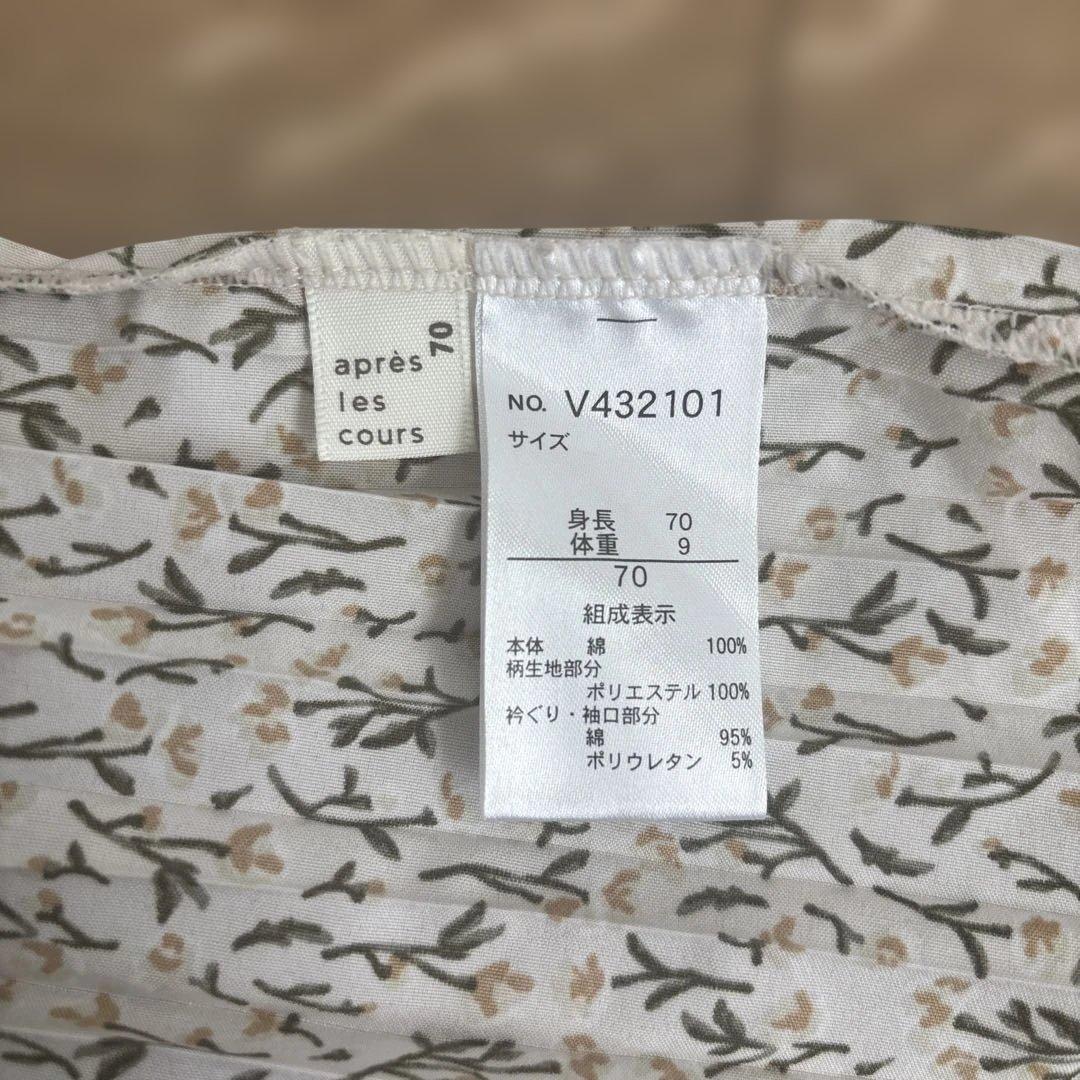 après 70
les
cours
NO. V432101
サイズ
身長 70
体重 9
70
組成表示
本体 綿 100%
柄生地部分
ポリエステル 100%
衿ぐり・袖口部分
綿 95%
ポリウレタン 5%